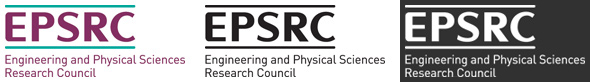 EPSRC
Engineering and Physical Sciences
Research Council
EPSRC
Engineering and Physical Sciences
Research Council
EPSRC
Engineering and Physical Sciences
Research Council